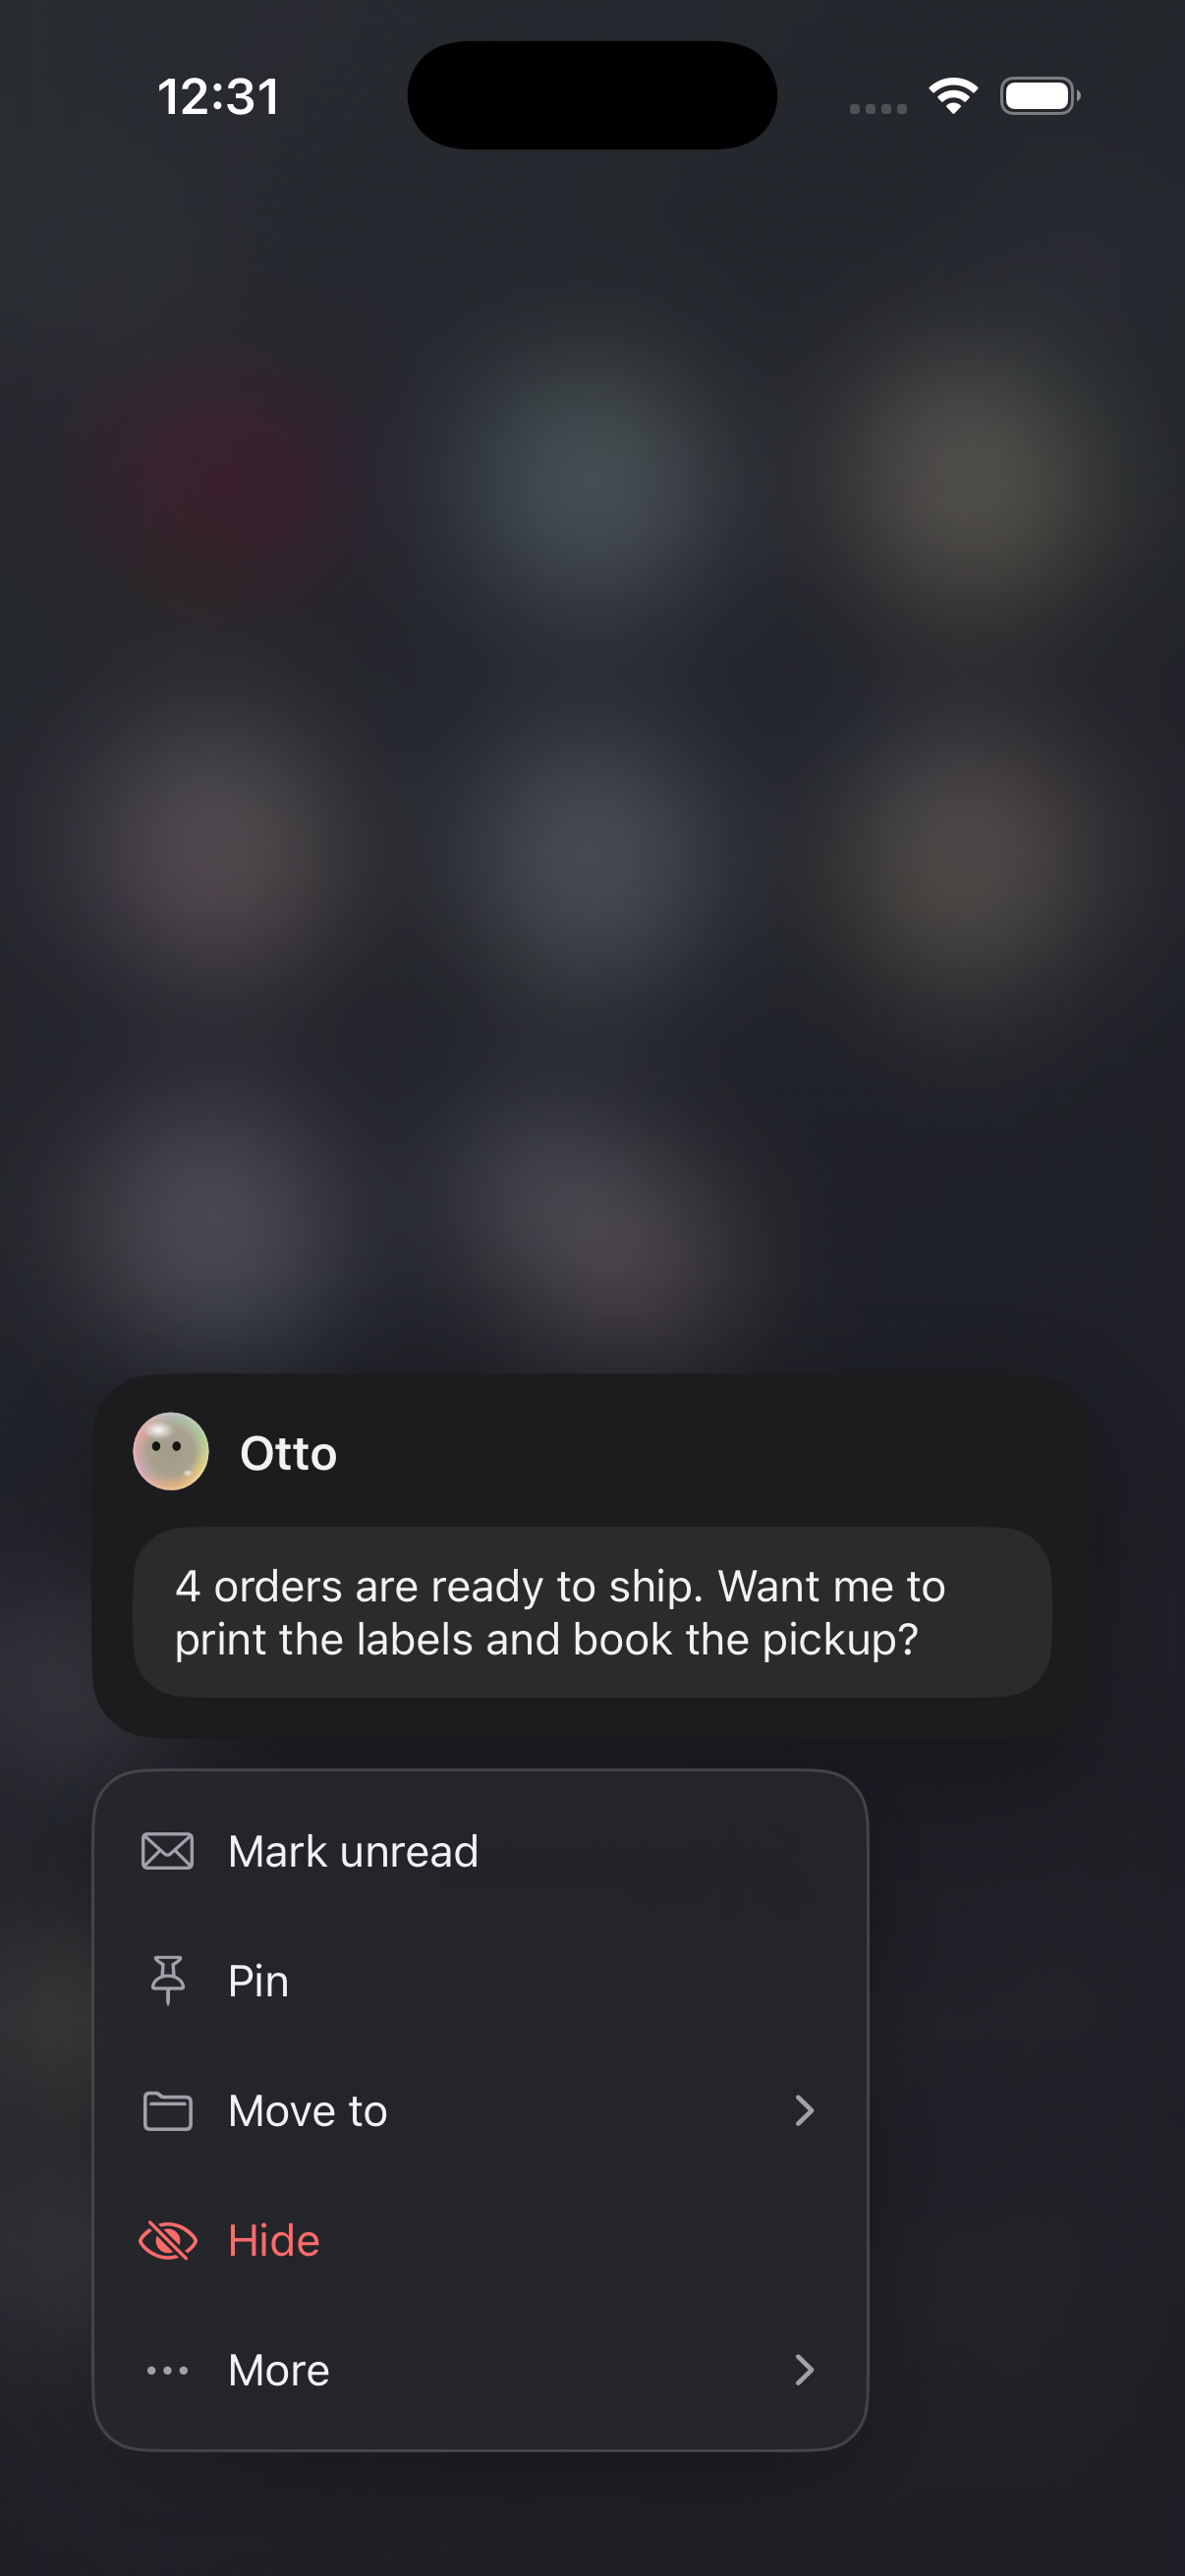 12:31
Otto
4 orders are ready to ship. Want me to
print the labels and book the pickup?
Mark unread
Pin
Move to
Hide
More